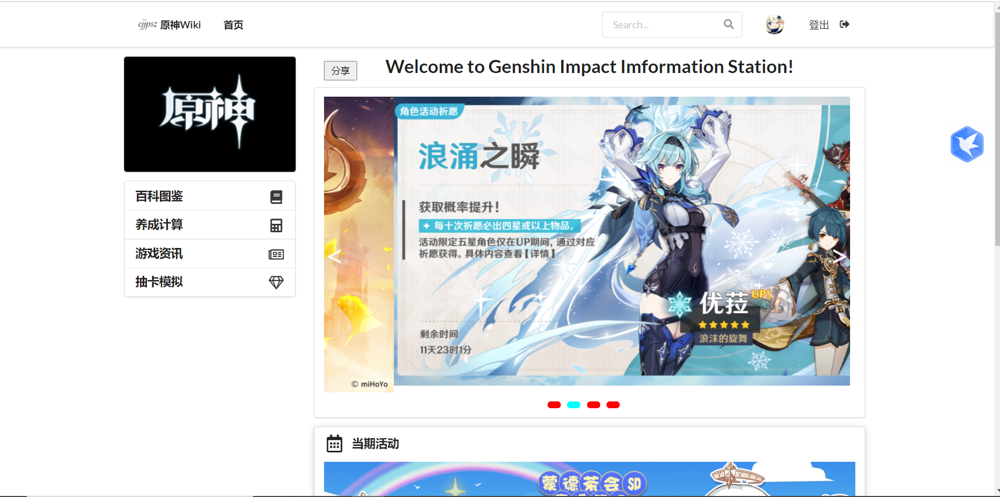 cjjpsz 原神Wiki 首页 Search... 登出
原神
分享 Welcome to Genshin Impact Imformation Station!
百科图鉴
养成计算
游戏资讯
抽卡模拟
角色活动祈愿
浪涌之瞬
获取概率提升！
每十次祈愿必出四星或以上物品。
活动限定五星角色仅在UP期间，通过对应
祈愿获得。具体内容查看【详情】
<
>
优菈 UP!
浪沫的旋舞
剩余时间
11天23时1分
© miHoYo
当期活动
蒙德茶会SD